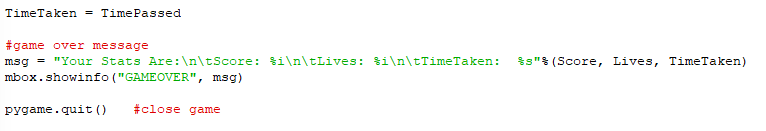 TimeTaken = TimePassed
#game over message
msg = "Your Stats Are:\n\tScore: %i\n\tLives: %i\n\tTimeTaken:  %s"%(Score, Lives, TimeTaken)
mbox.showinfo("GAMEOVER", msg)
pygame.quit()   #close game